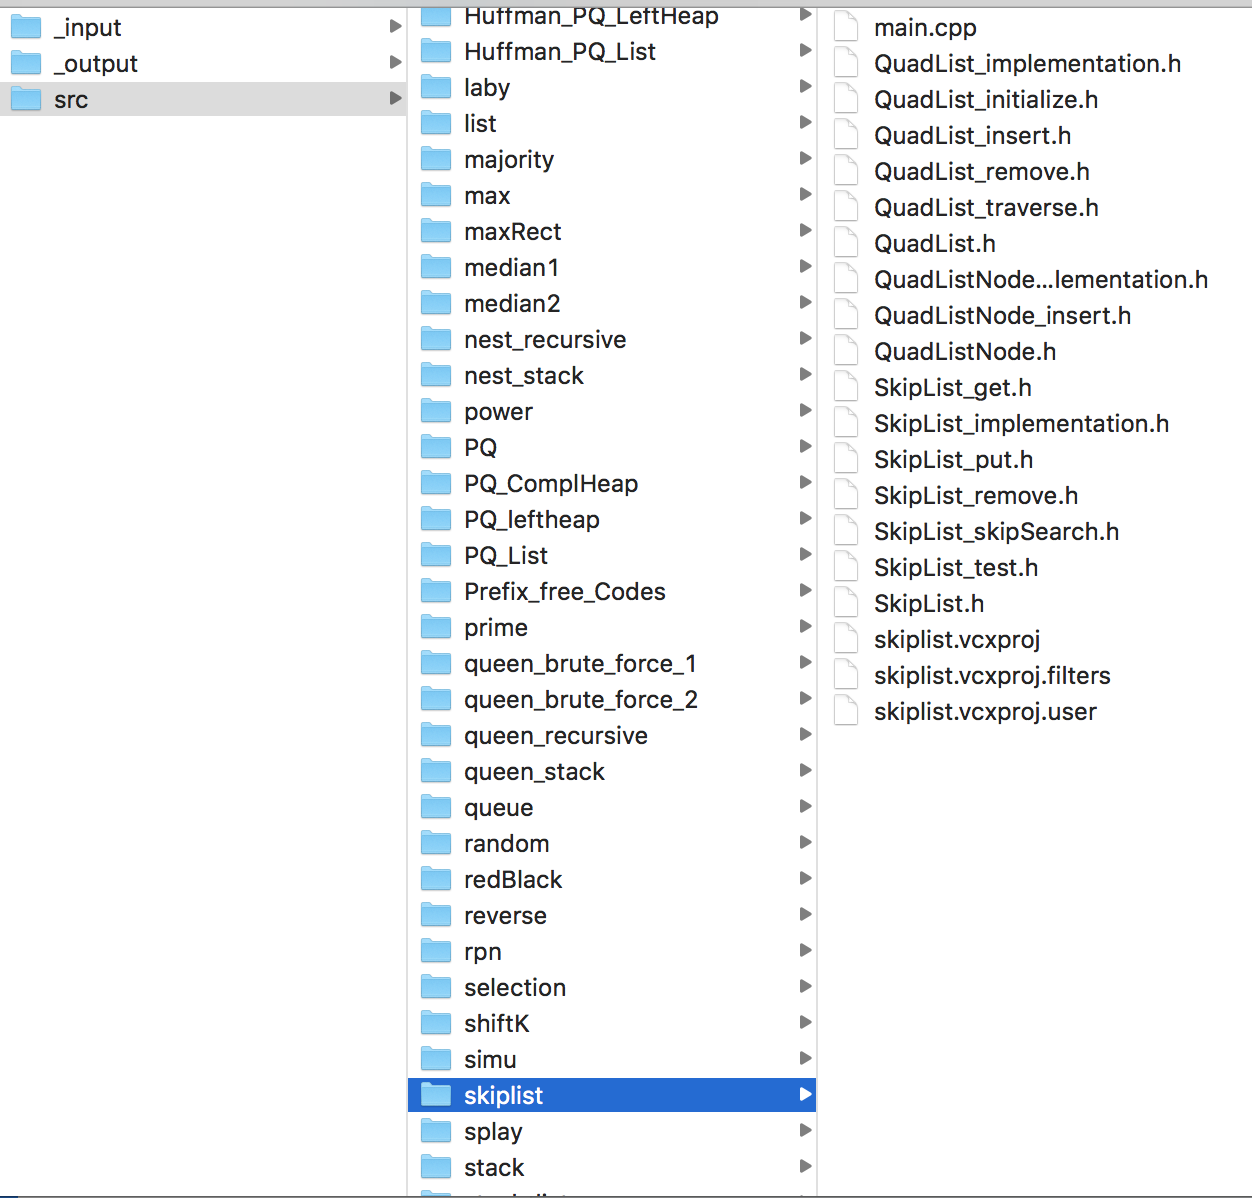 _input
_output
src
Huffman_PQ_LeftHeap
Huffman_PQ_List
laby
list
majority
max
maxRect
median1
median2
nest_recursive
nest_stack
power
PQ
PQ_ComplHeap
PQ_leftheap
PQ_List
Prefix_free_Codes
prime
queen_brute_force_1
queen_brute_force_2
queen_recursive
queen_stack
queue
random
redBlack
reverse
rpn
selection
shiftK
simu
skiplist
splay
stack
main.cpp
QuadList_implementation.h
QuadList_initialize.h
QuadList_insert.h
QuadList_remove.h
QuadList_traverse.h
QuadList.h
QuadListNode...lementation.h
QuadListNode_insert.h
QuadListNode.h
SkipList_get.h
SkipList_implementation.h
SkipList_put.h
SkipList_remove.h
SkipList_skipSearch.h
SkipList_test.h
SkipList.h
skiplist.vcxproj
skiplist.vcxproj.filters
skiplist.vcxproj.user